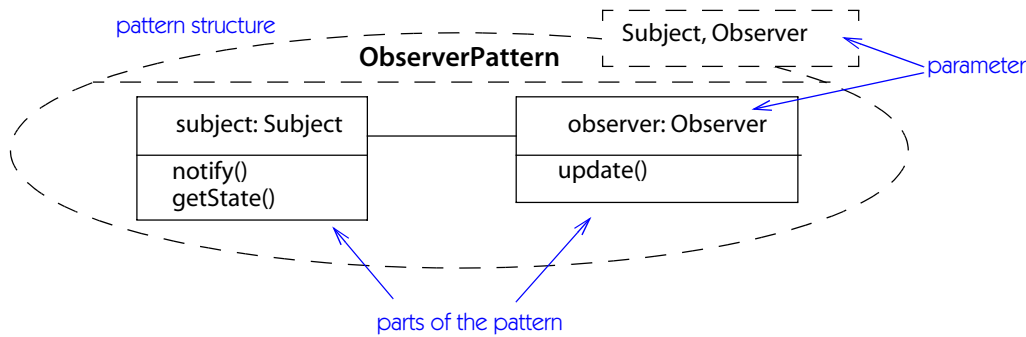 pattern structure
Subject, Observer
ObserverPattern
parameter
subject: Subject
observer: Observer
notify()
getState()
update()
parts of the pattern